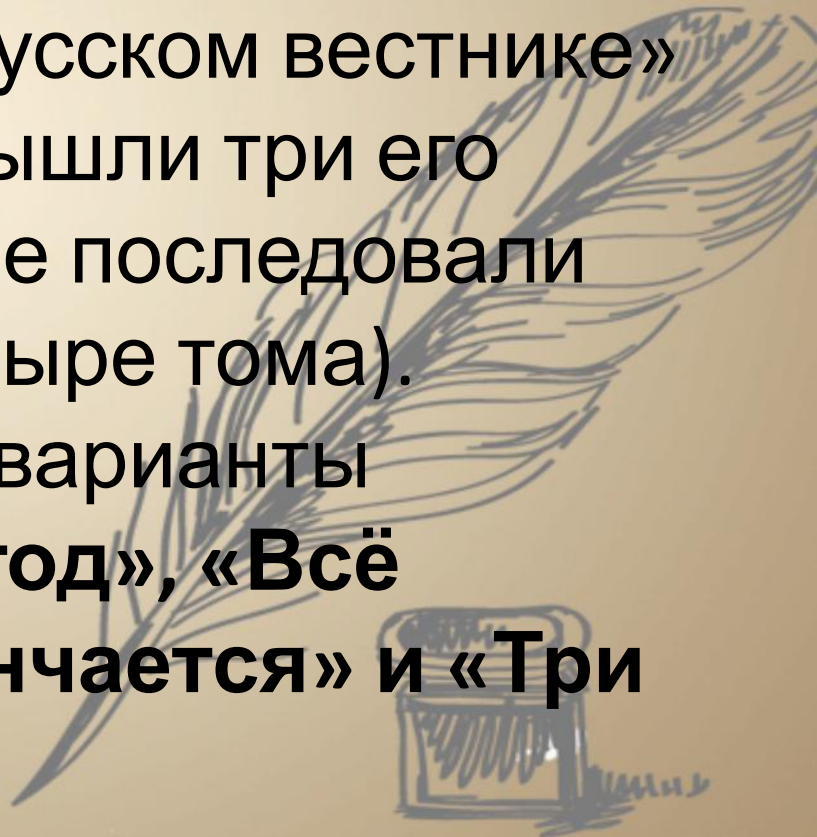 усском вестнике»
ышли три его
е последовали
ыре тома).
варианты
год», «Всё
нчается» и «Три